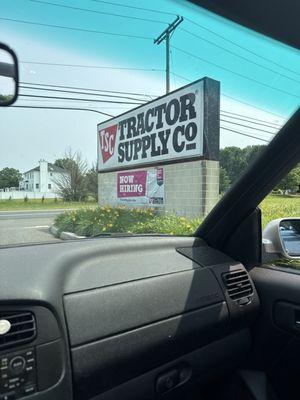 TSC TRACTOR
SUPPLY CO
NOW
HIRING